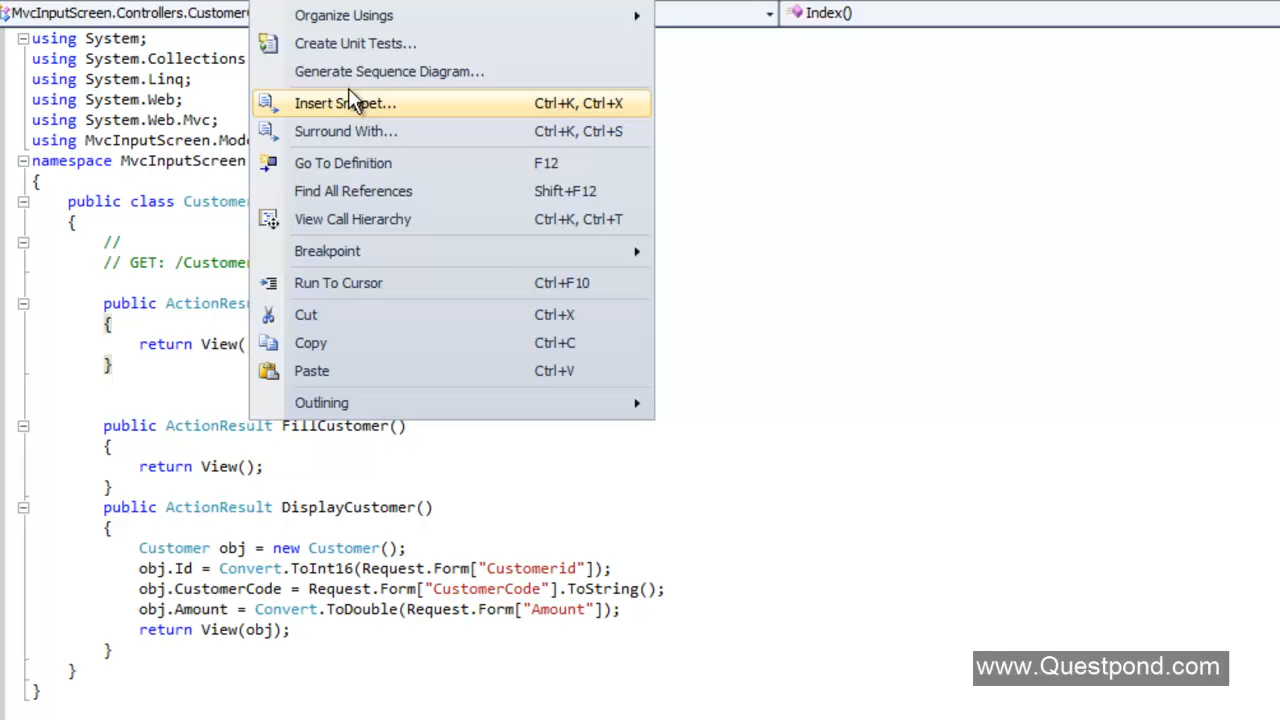 MvcInputScreen.Controllers.Customer
Index()
Organize Usings
Create Unit Tests...
Generate Sequence Diagram...
Insert Snippet... Ctrl+K, Ctrl+X
Surround With... Ctrl+K, Ctrl+S
Go To Definition F12
Find All References Shift+F12
View Call Hierarchy Ctrl+K, Ctrl+T
Breakpoint
Run To Cursor Ctrl+F10
Cut Ctrl+X
Copy Ctrl+C
Paste Ctrl+V
Outlining
using System;
using System.Collections
using System.Linq;
using System.Web;
using System.Web.Mvc;
using MvcInputScreen.Mode
namespace MvcInputScreen
{
public class Custome
{
//
// GET: /Custome
public ActionResu
{
return View(
}
public ActionResult FillCustomer()
{
return View();
}
public ActionResult DisplayCustomer()
{
Customer obj = new Customer();
obj.Id = Convert.ToInt16(Request.Form["Customerid"]);
obj.CustomerCode = Request.Form["CustomerCode"].ToString();
obj.Amount = Convert.ToDouble(Request.Form["Amount"]);
return View(obj);
}
}
}
www.Questpond.com